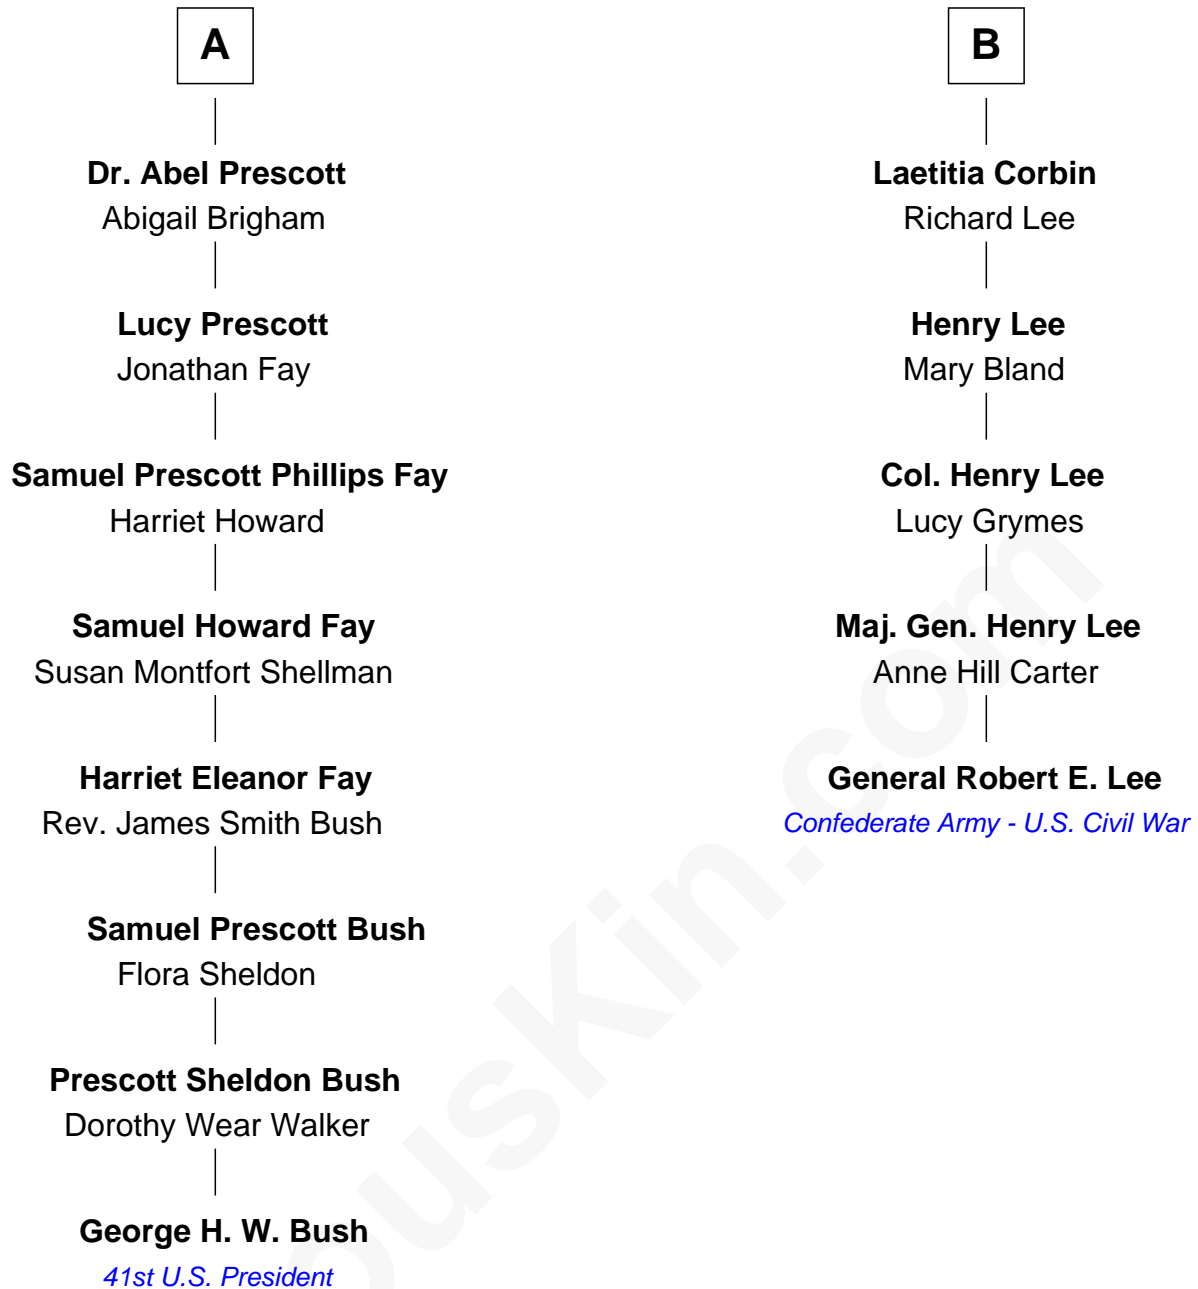 A
Dr. Abel Prescott
Abigail Brigham
Lucy Prescott
Jonathan Fay
Samuel Prescott Phillips Fay
Harriet Howard
Samuel Howard Fay
Susan Montfort Shellman
Harriet Eleanor Fay
Rev. James Smith Bush
Samuel Prescott Bush
Flora Sheldon
Prescott Sheldon Bush
Dorothy Wear Walker
George H. W. Bush
41st U.S. President
B
Laetitia Corbin
Richard Lee
Henry Lee
Mary Bland
Col. Henry Lee
Lucy Grymes
Maj. Gen. Henry Lee
Anne Hill Carter
General Robert E. Lee
Confederate Army - U.S. Civil War
ousKin.com